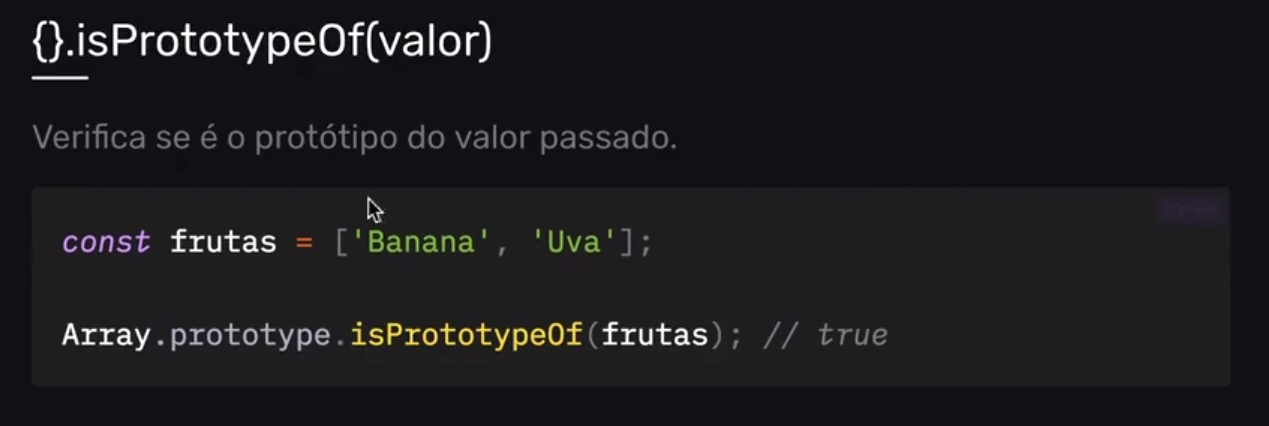 {}.isPrototypeOf(valor)
Verifica se é o protótipo do valor passado.
const frutas = ['Banana', 'Uva'];
Array.prototype.isPrototypeOf(frutas); // true